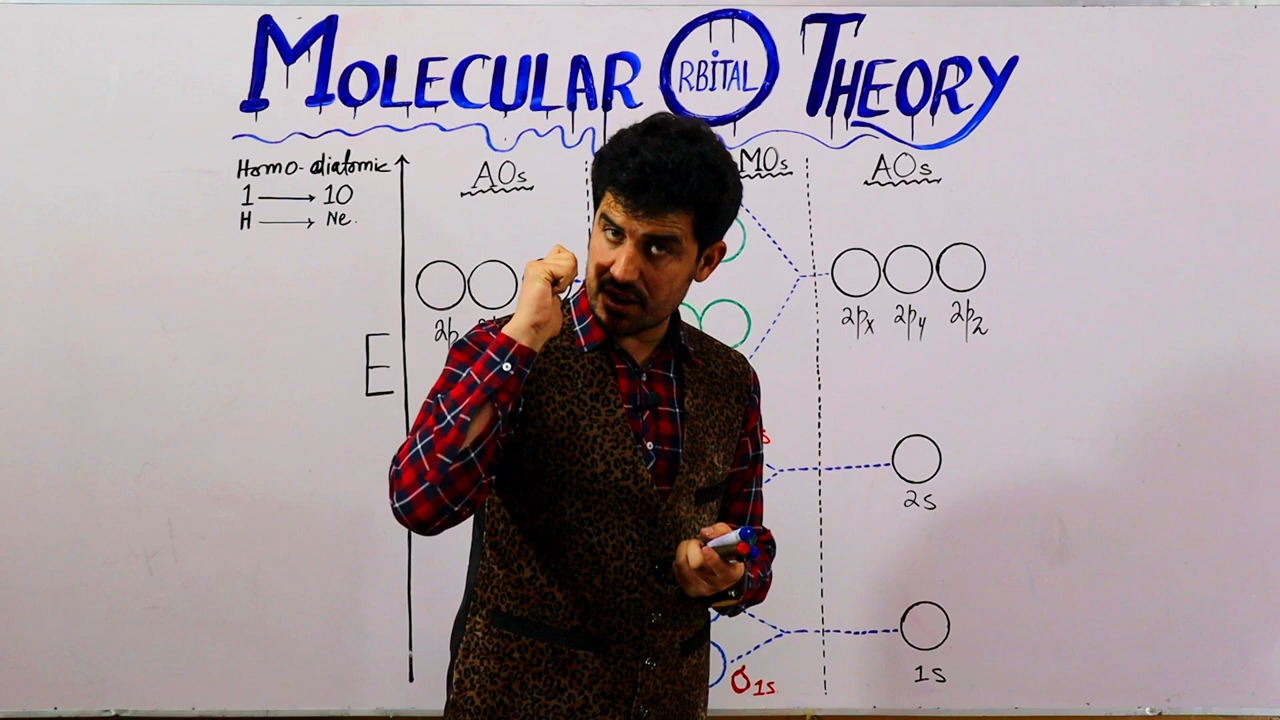 MOLECULAR ORBITAL THEORY
Homo-diatomic
1 → 10
H → Ne.
AOs
MOs
AOs
E
2px 2py 2pz
2s
1s
σ1s